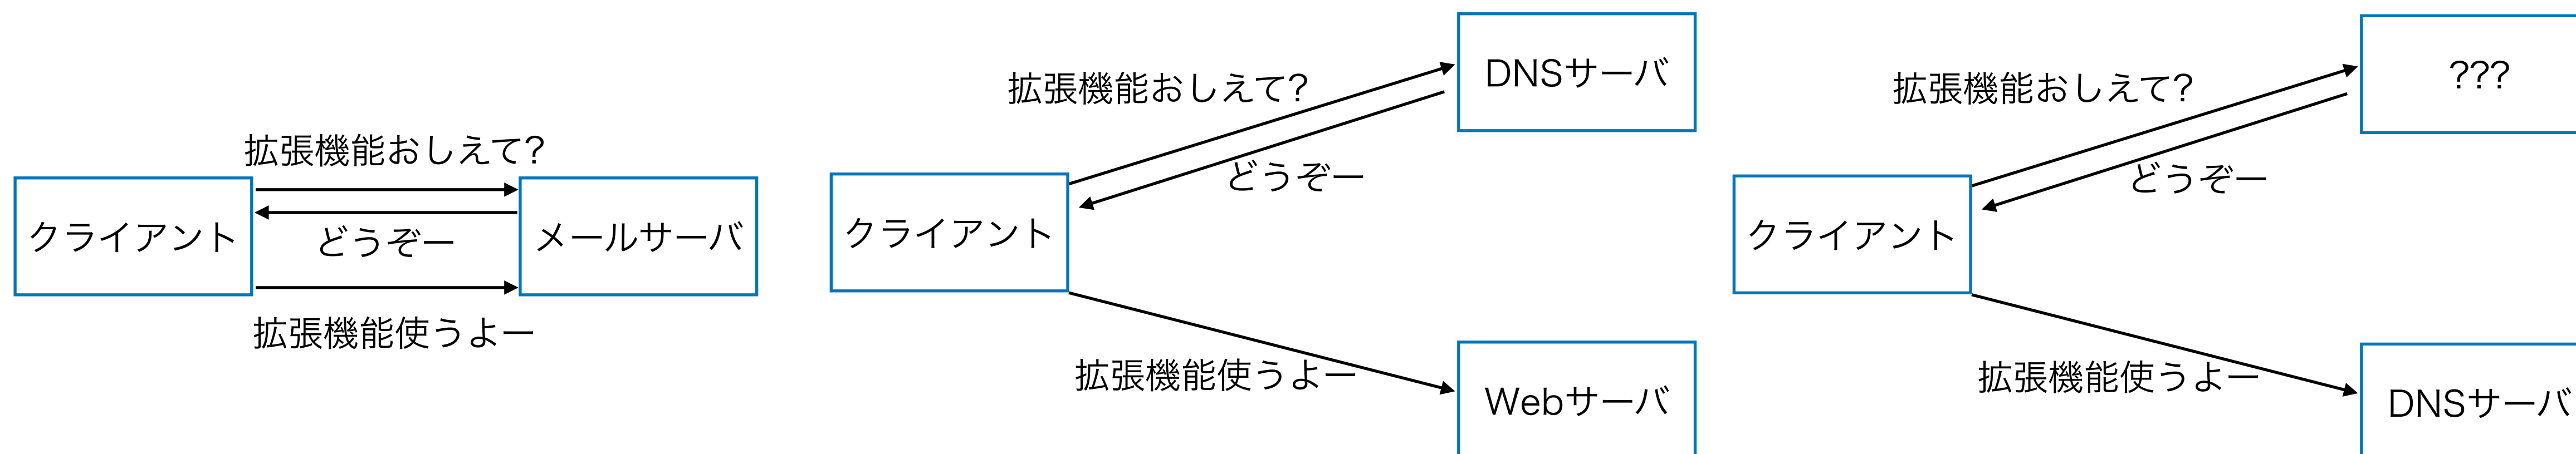 拡張機能おしえて?
クライアント
メールサーバ
どうぞー
拡張機能使うよー
DNSサーバ
拡張機能おしえて?
どうぞー
クライアント
拡張機能使うよー
Webサーバ
???
拡張機能おしえて?
どうぞー
クライアント
拡張機能使うよー
DNSサーバ